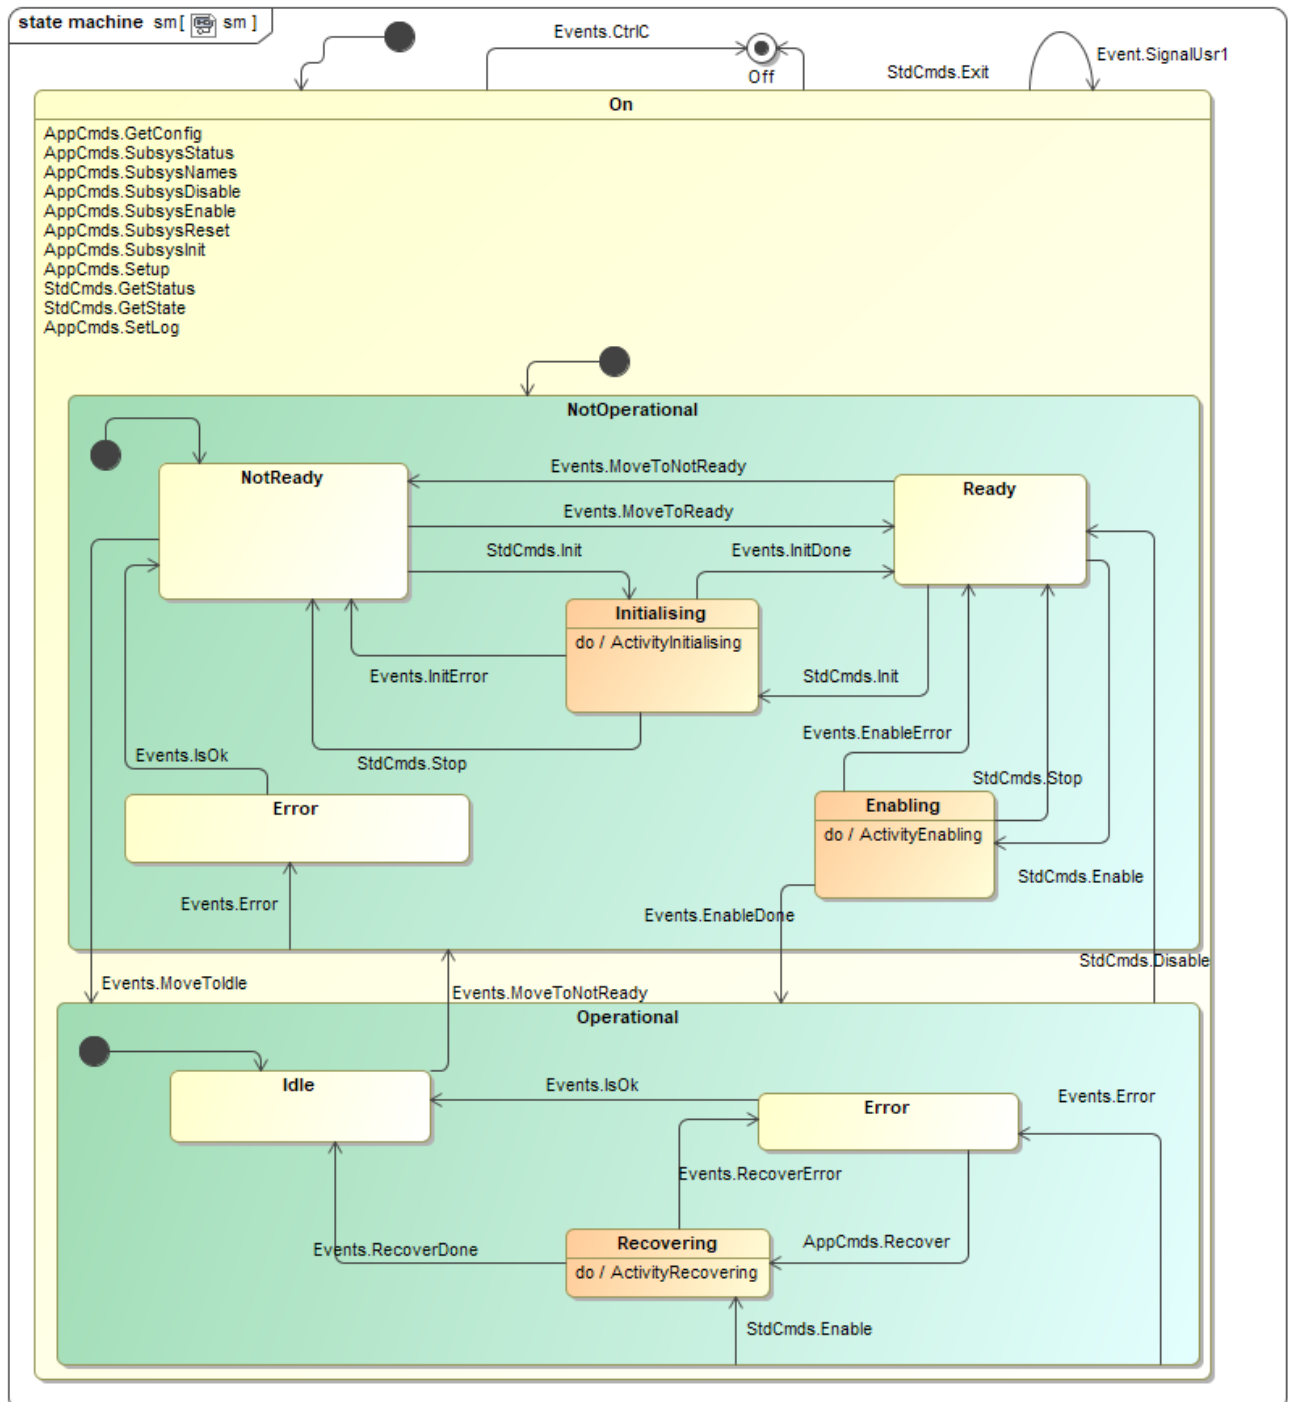 state machine sm[ sm ]
Events.CtrlC
Off
StdCmds.Exit
Event.SignalUsr1
On
AppCmds.GetConfig
AppCmds.SubsysStatus
AppCmds.SubsysNames
AppCmds.SubsysDisable
AppCmds.SubsysEnable
AppCmds.SubsysReset
AppCmds.SubsysInit
AppCmds.Setup
StdCmds.GetStatus
StdCmds.GetState
AppCmds.SetLog
NotOperational
NotReady
Events.MoveToNotReady
Ready
Events.MoveToReady
StdCmds.Init
Events.InitDone
Initialising
do / ActivityInitialising
Events.InitError
StdCmds.Init
Events.EnableError
StdCmds.Stop
Events.IsOk
StdCmds.Stop
Error
Enabling
do / ActivityEnabling
StdCmds.Enable
Events.Error
Events.EnableDone
StdCmds.Disable
Events.MoveToIdle
Events.MoveToNotReady
Operational
Idle
Events.IsOk
Error
Events.Error
Events.RecoverError
Events.RecoverDone
Recovering
do / ActivityRecovering
AppCmds.Recover
StdCmds.Enable